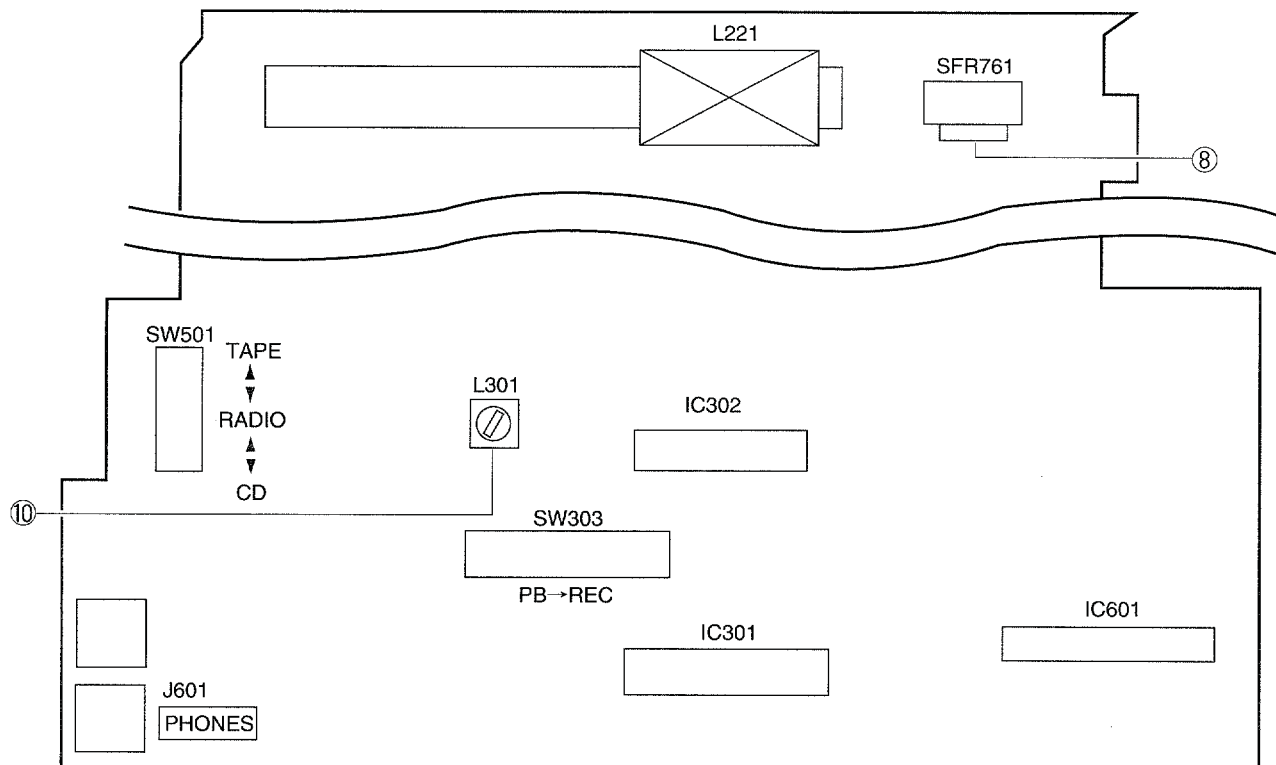 L221
SFR761
⑧
SW501
TAPE
RADIO
CD
L301
IC302
⑩
SW303
PB→REC
IC301
IC601
J601
PHONES